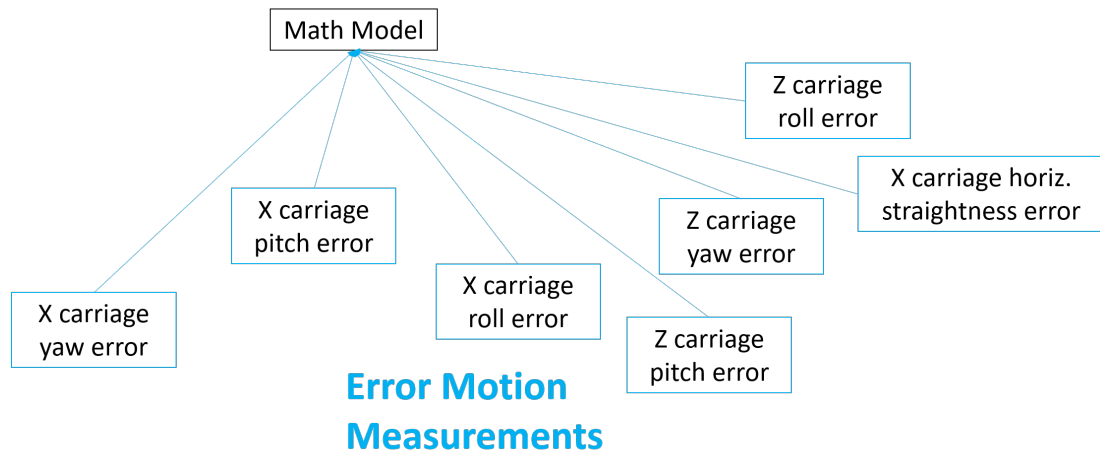 Math Model
Z carriage
roll error
X carriage horiz.
straightness error
X carriage
pitch error
Z carriage
yaw error
X carriage
roll error
X carriage
yaw error
Z carriage
pitch error
Error Motion
Measurements